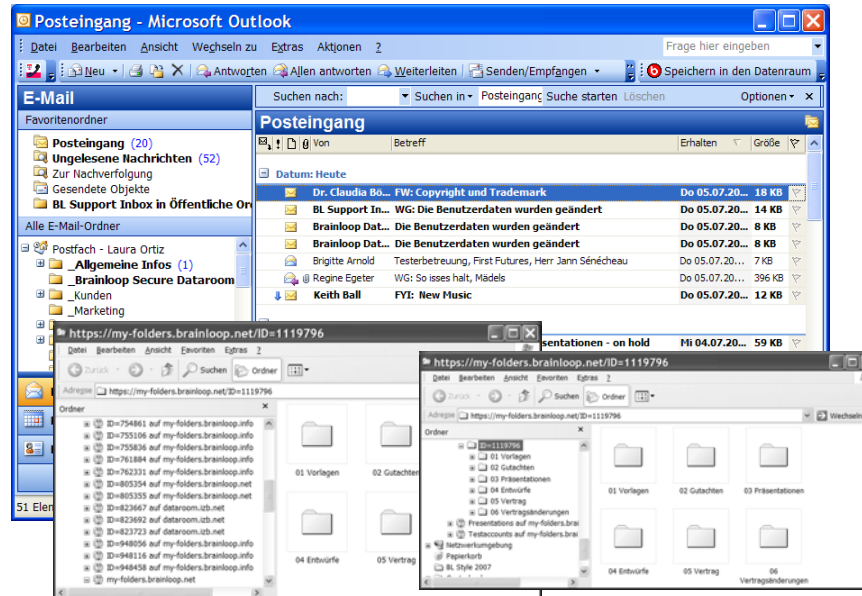 Posteingang - Microsoft Outlook
Datei Bearbeiten Ansicht Wechseln zu Extras Aktionen ? Frage hier eingeben
Neu Antworten Allen antworten Weiterleiten Senden/Empfangen Speichern in den Datenraum
E-Mail
Suchen nach: Suchen in Posteingang Suche starten Löschen Optionen
Favoritenordner
Posteingang (20)
Ungelesene Nachrichten (52)
Zur Nachverfolgung
Gesendete Objekte
BL Support Inbox in Öffentliche
Alle E-Mail-Ordner
Postfach - Laura Ortiz
_Allgemeine Infos (1)
_Brainloop Secure Dataroom
_Kunden
_Marketing
51
Posteingang
Von Betreff Erhalten Größe
Datum: Heute
Dr. Claudia Bö... FW: Copyright und Trademark Do 05.07.20... 18 KB
BL Support In... WG: Die Benutzerdaten wurden geändert Do 05.07.20... 14 KB
Brainloop Dat... Die Benutzerdaten wurden geändert Do 05.07.20... 8 KB
Brainloop Dat... Die Benutzerdaten wurden geändert Do 05.07.20... 8 KB
Brigitte Arnold Testerbetreuung, First Futures, Herr Jann Sénécheau Do 05.07.20... 7 KB
Regine Egeter WG: So isses halt, Mädels Do 05.07.20... 396 KB
Keith Ball FYI: New Music Do 05.07.20... 12 KB
sentationen - on hold Mi 04.07.20... 59 KB
https://my-folders.brainloop.net/ID=1119796
Datei Bearbeiten Ansicht Favoriten Extras ?
Zurück Suchen Ordner
Adresse https://my-folders.brainloop.net/ID=1119796
Ordner
ID=754861 auf my-folders.brainloop.info
ID=755106 auf my-folders.brainloop.info
ID=755836 auf my-folders.brainloop.info
ID=761884 auf my-folders.brainloop.info
ID=762331 auf my-folders.brainloop.info
ID=805354 auf my-folders.brainloop.net
ID=805355 auf my-folders.brainloop.net
ID=823667 auf dataroom.izb.net
ID=823692 auf dataroom.izb.net
ID=823723 auf dataroom.izb.net
ID=948056 auf my-folders.brainloop.info
ID=948116 auf my-folders.brainloop.info
ID=948458 auf my-folders.brainloop.info
my-folders.brainloop.net
01 Vorlagen 02 Gutachten
04 Entwürfe 05 Vertrag
https://my-folders.brainloop.net/ID=1119796
Datei Bearbeiten Ansicht Favoriten Extras ?
Zurück Suchen Ordner
Adresse https://my-folders.brainloop.net/ID=1119796 Wechseln
Ordner
ID=1119796
01 Vorlagen
02 Gutachten
03 Präsentationen
04 Entwürfe
05 Vertrag
06 Vertragsänderungen
Presentations auf my-folders.brai
Testaccounts auf my-folders.brai
Netzwerkumgebung
Papierkorb
BL Style 2007
01 Vorlagen 02 Gutachten 03 Präsentationen
04 Entwürfe 05 Vertrag 06
Vertragsänderungen